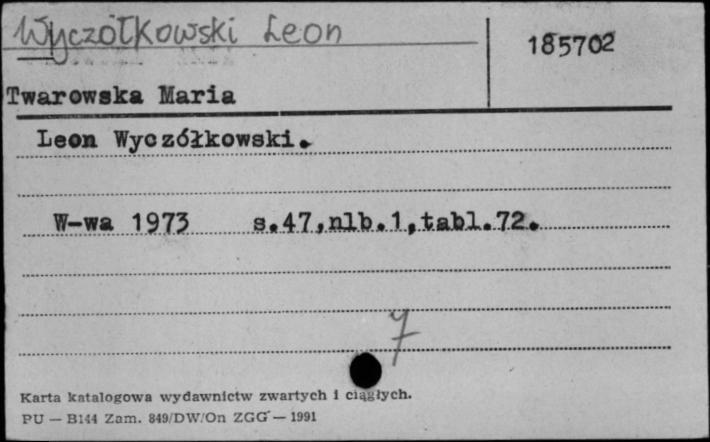 Wyczółkowski Leon
185702
Twarowska Maria
Leon Wyczółkowski.
W-wa 1973 s.47,nlb.1,tabl.72.
7
Karta katalogowa wydawnictw zwartych i ciągłych.
PU — B144 Zam. 849/DW/On ZGG — 1991